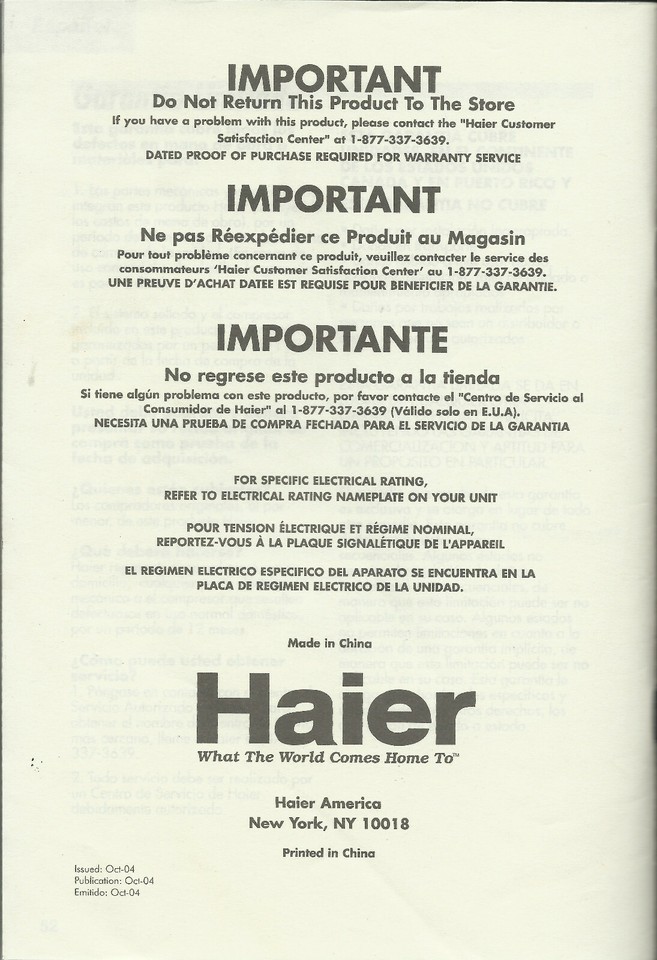 IMPORTANT
Do Not Return This Product To The Store
If you have a problem with this product, please contact the "Haier Customer
Satisfaction Center" at 1-877-337-3639.
DATED PROOF OF PURCHASE REQUIRED FOR WARRANTY SERVICE
IMPORTANT
Ne pas Réexpédier ce Produit au Magasin
Pour tout problème concernant ce produit, veuillez contacter le service des
consommateurs 'Haier Customer Satisfaction Center' au 1-877-337-3639.
UNE PREUVE D'ACHAT DATEE EST REQUISE POUR BENEFICIER DE LA GARANTIE.
IMPORTANTE
No regrese este producto a la tienda
Si tiene algún problema con este producto, por favor contacte el "Centro de Servicio al
Consumidor de Haier" al 1-877-337-3639 (Válido solo en E.U.A).
NECESITA UNA PRUEBA DE COMPRA FECHADA PARA EL SERVICIO DE LA GARANTIA
FOR SPECIFIC ELECTRICAL RATING,
REFER TO ELECTRICAL RATING NAMEPLATE ON YOUR UNIT
POUR TENSION ÉLECTRIQUE ET RÉGIME NOMINAL,
REPORTEZ-VOUS À LA PLAQUE SIGNALÉTIQUE DE L'APPAREIL
EL REGIMEN ELECTRICO ESPECIFICO DEL APARATO SE ENCUENTRA EN LA
PLACA DE REGIMEN ELECTRICO DE LA UNIDAD.
Made in China
Haier
What The World Comes Home To™
Haier America
New York, NY 10018
Printed in China
Issued: Oct-04
Publication: Oct-04
Emitido: Oct-04